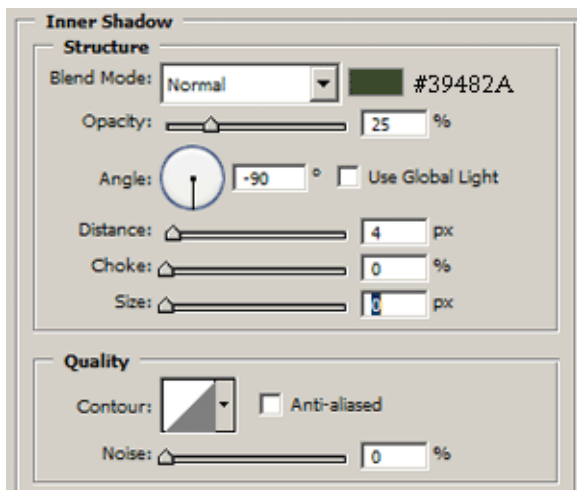 Inner Shadow
Structure
Blend Mode: Normal #39482A
Opacity: 25 %
Angle: -90 ° Use Global Light
Distance: 4 px
Choke: 0 %
Size: 0 px
Quality
Contour: Anti-aliased
Noise: 0 %